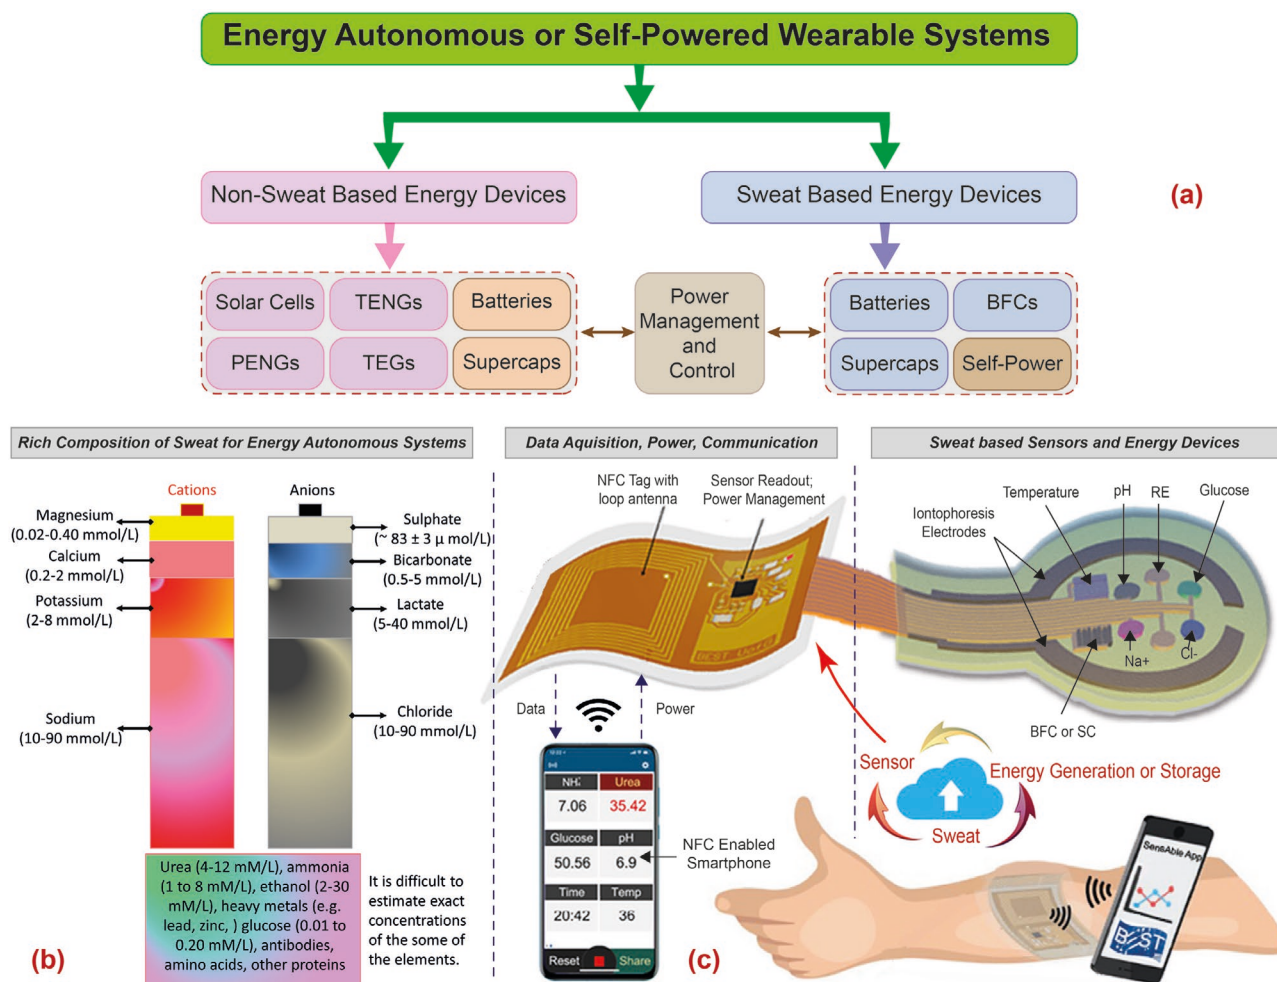 Energy Autonomous or Self-Powered Wearable Systems
Non-Sweat Based Energy Devices
Sweat Based Energy Devices
(a)
Solar Cells
TENGs
Batteries
PENGs
TEGs
Supercaps
Power
Management
and
Control
Batteries
BFCs
Supercaps
Self-Power
Rich Composition of Sweat for Energy Autonomous Systems
Cations
Anions
Magnesium
(0.02-0.40 mmol/L)
Calcium
(0.2-2 mmol/L)
Potassium
(2-8 mmol/L)
Sodium
(10-90 mmol/L)
Sulphate
(~ 83 ± 3 μ mol/L)
Bicarbonate
(0.5-5 mmol/L)
Lactate
(5-40 mmol/L)
Chloride
(10-90 mmol/L)
Urea (4-12 mM/L), ammonia
(1 to 8 mM/L), ethanol (2-30
mM/L), heavy metals (e.g.
lead, zinc, ) glucose (0.01 to
0.20 mM/L), antibodies,
amino acids, other proteins
It is difficult to
estimate exact
concentrations
of the some of
the elements.
(b)
Data Aquisition, Power, Communication
NFC Tag with
loop antenna
Sensor Readout;
Power Management
Data
Power
Urea
7.06
35.42
Glucose
pH
50.56
6.9
Time
Temp
20:42
36
Reset
Share
NFC Enabled
Smartphone
(c)
Sweat based Sensors and Energy Devices
Temperature
pH
RE
Glucose
Iontophoresis
Electrodes
Na+
Cl-
BFC or SC
Sensor
Energy Generation or Storage
Sweat
SenSAble App
BEST